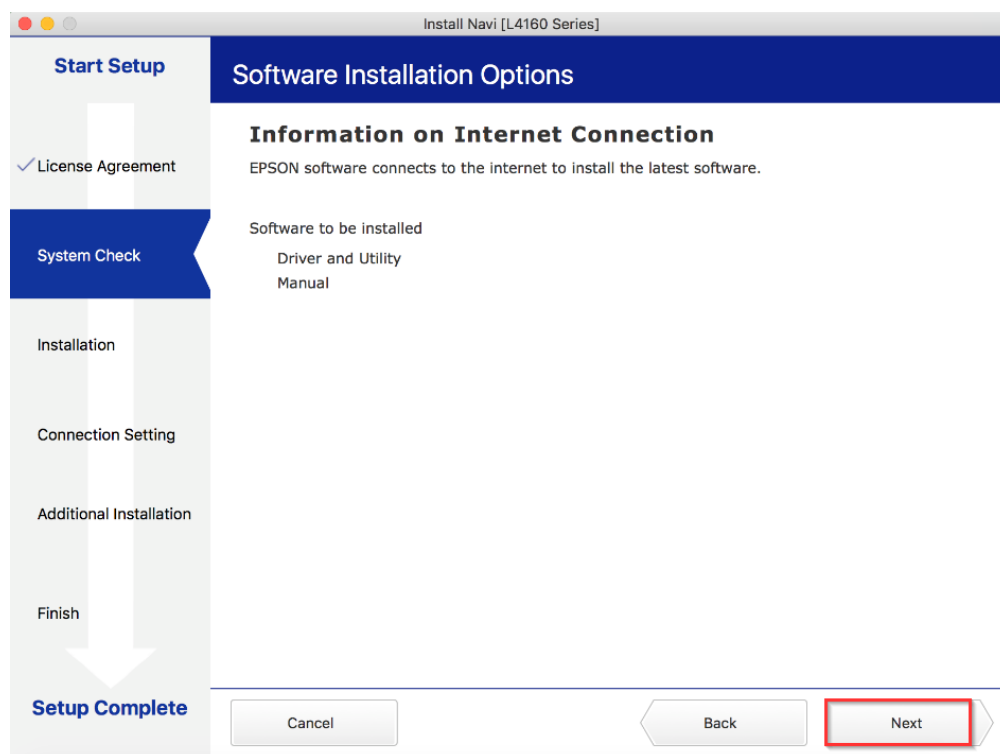 Install Navi [L4160 Series]
Start Setup
License Agreement
System Check
Installation
Connection Setting
Additional Installation
Finish
Setup Complete
Software Installation Options
Information on Internet Connection
EPSON software connects to the internet to install the latest software.
Software to be installed
Driver and Utility
Manual
Cancel
Back
Next